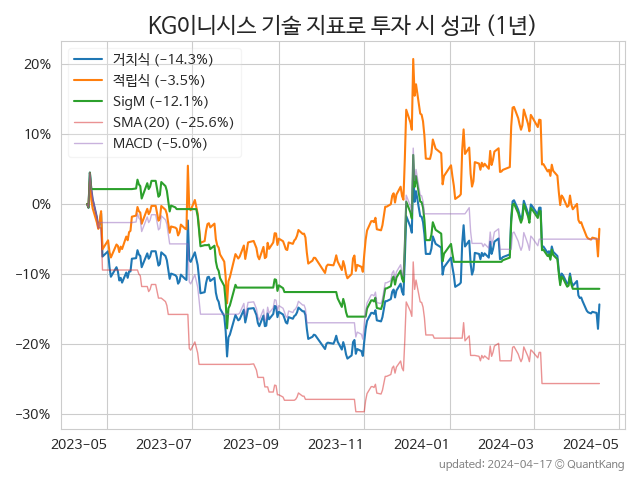 KG이니시스 기술 지표로 투자 시 성과 (1년)
거치식 (−14.3%)
적립식 (−3.5%)
SigM (−12.1%)
SMA(20) (−25.6%)
MACD (−5.0%)
20%
10%
0%
−10%
−20%
−30%
2023-05 2023-07 2023-09 2023-11 2024-01 2024-03 2024-05
updated: 2024-04-17 © QuantKang